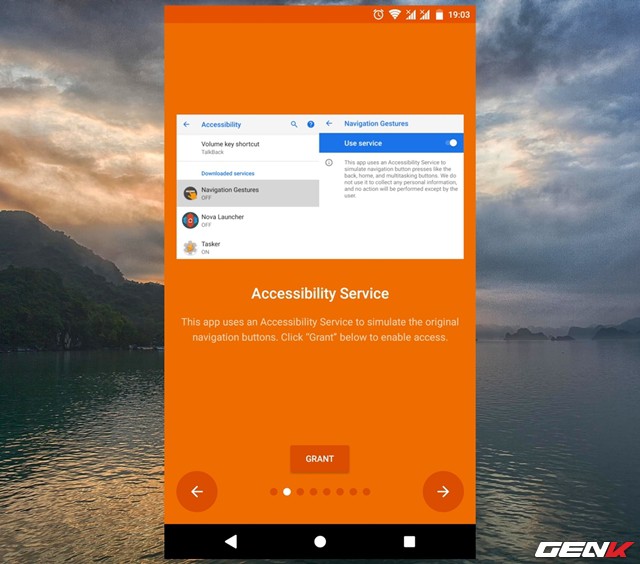 19:03
Accessibility
Volume key shortcut
TalkBack
Downloaded services
Navigation Gestures
OFF
Nova Launcher
OFF
Tasker
ON
Navigation Gestures
Use service
This app uses an Accessibility Service to
simulate navigation button presses like the
back, home, and multitasking buttons. We do
not use it to collect any personal information,
and no action will be performed except by the
user.
Accessibility Service
This app uses an Accessibility Service to simulate the original
navigation buttons. Click "Grant" below to enable access.
GRANT
GENK